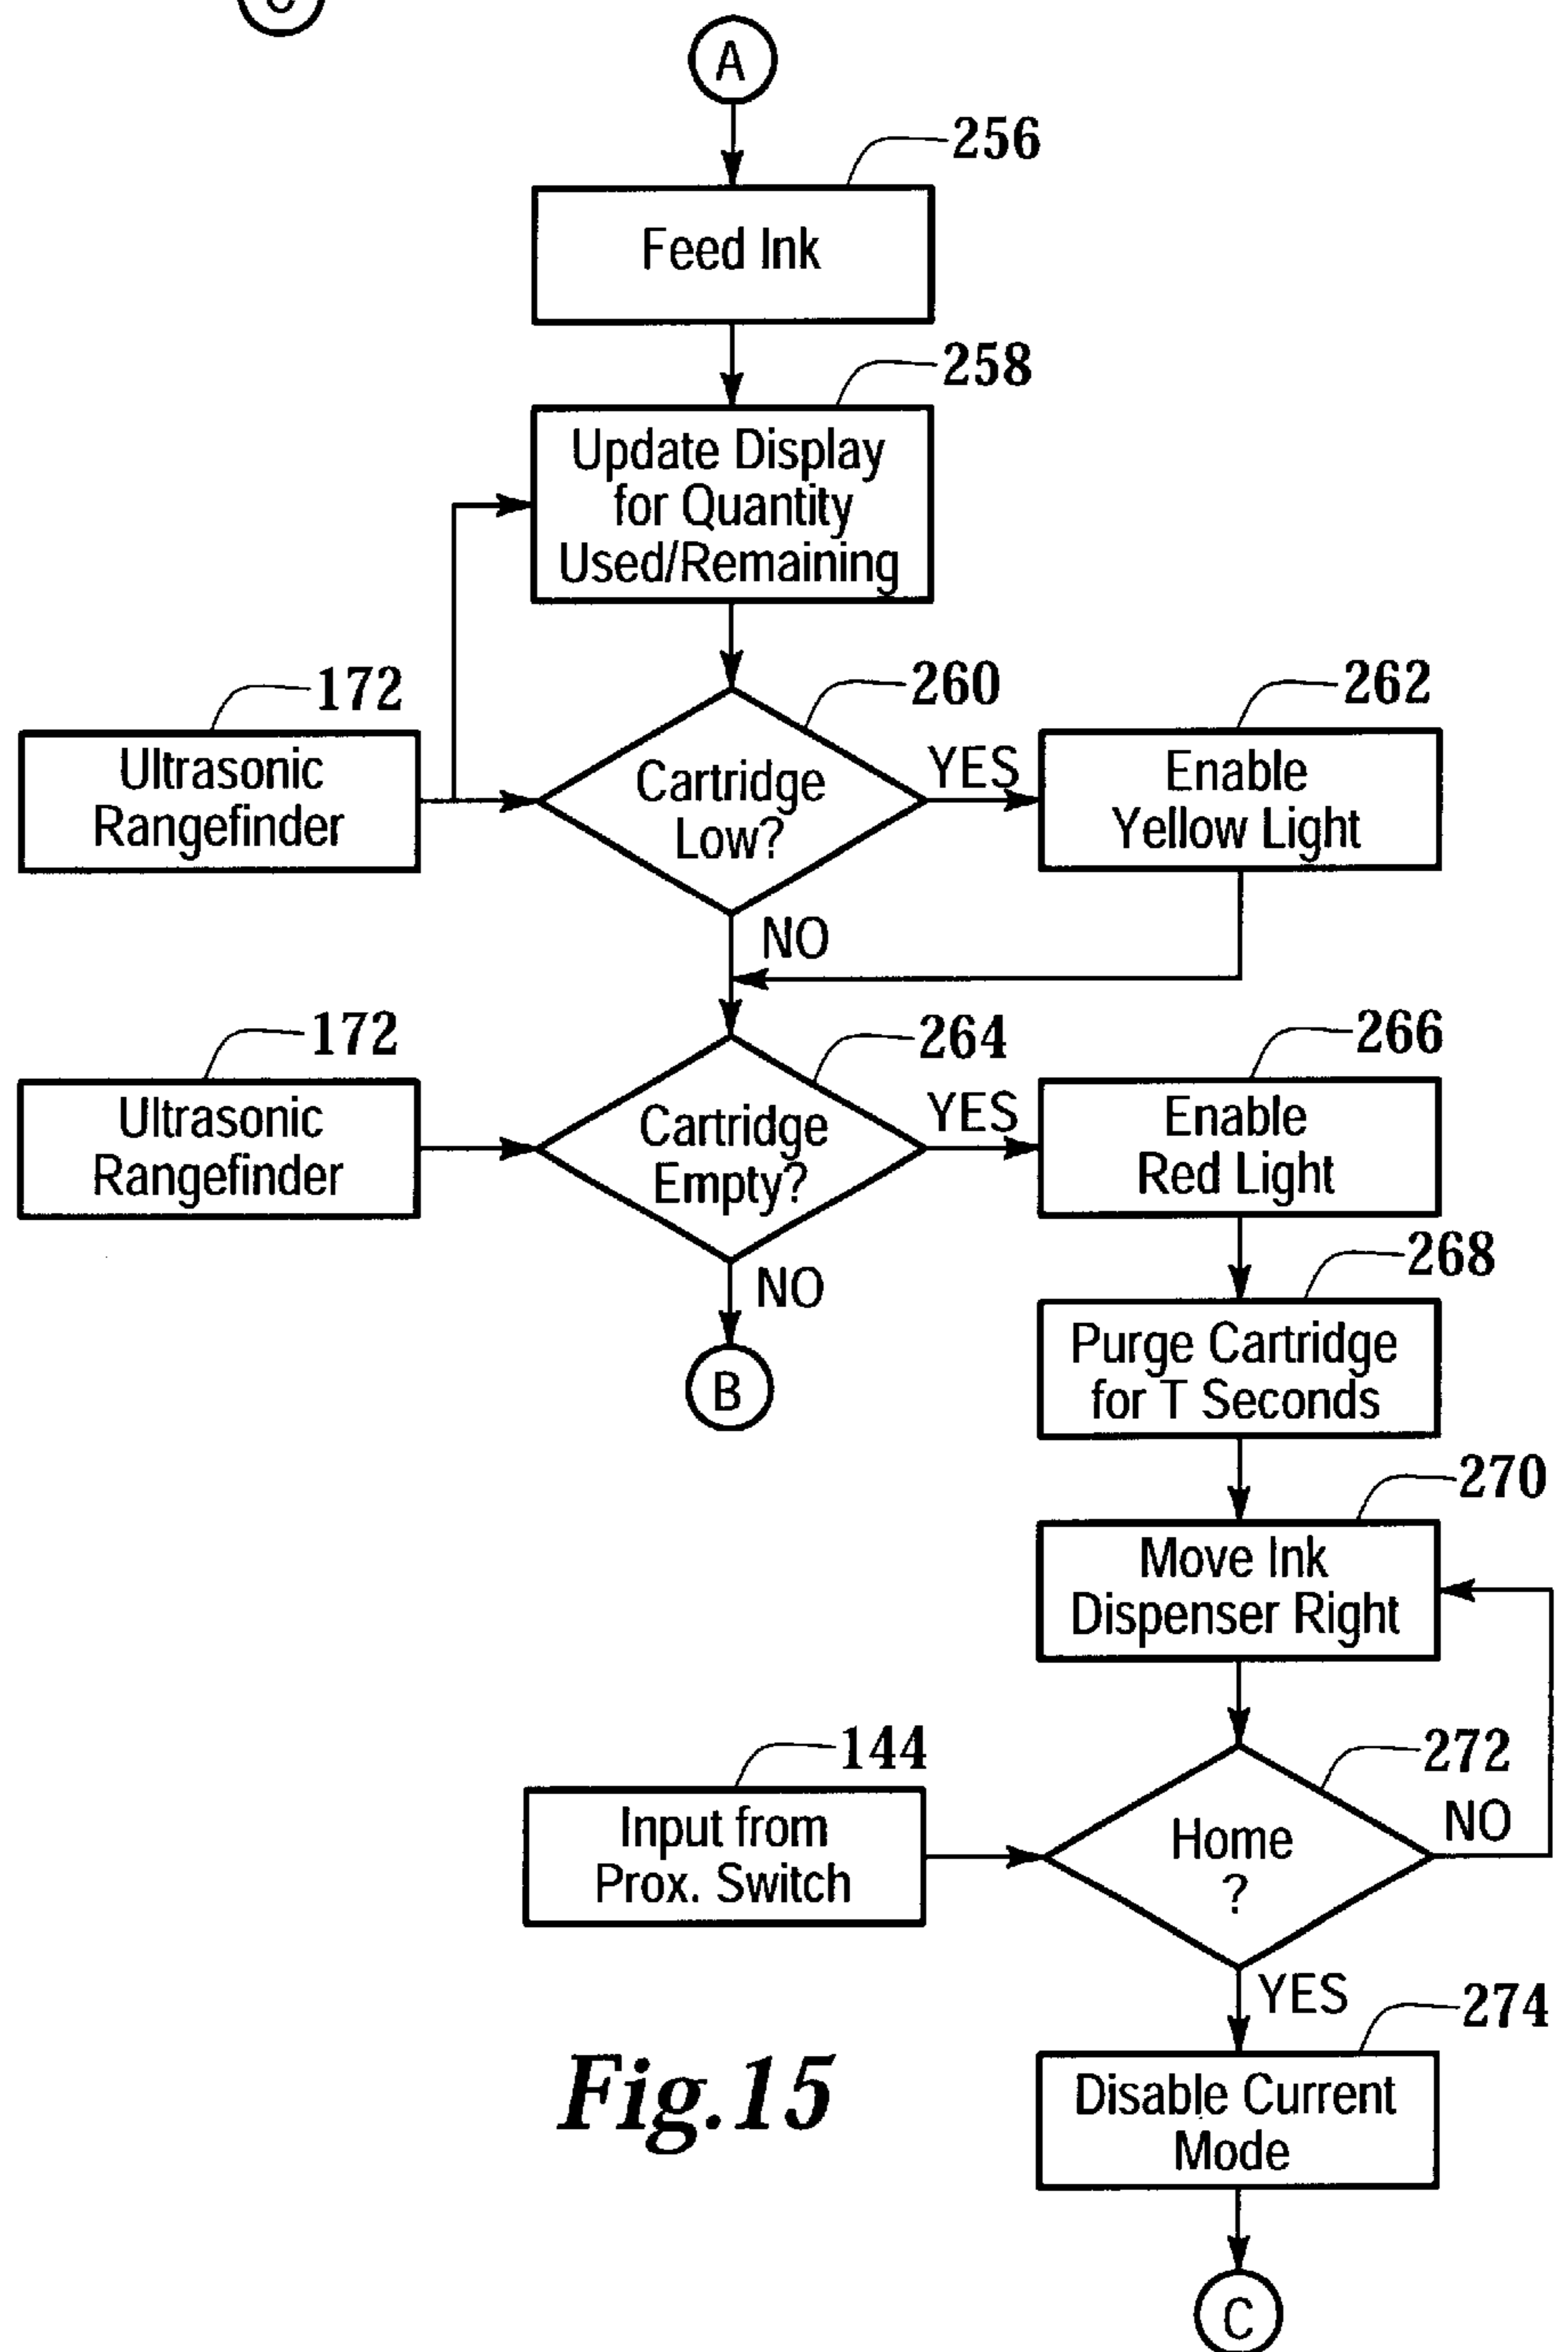 A
256
Feed Ink
258
Update Display
for Quantity
Used/Remaining
172
Ultrasonic
Rangefinder
260
Cartridge
Low?
YES
262
Enable
Yellow Light
NO
172
Ultrasonic
Rangefinder
264
Cartridge
Empty?
YES
266
Enable
Red Light
NO
B
268
Purge Cartridge
for T Seconds
270
Move Ink
Dispenser Right
144
Input from
Prox. Switch
272
Home
?
NO
YES
274
Disable Current
Mode
C
Fig.15